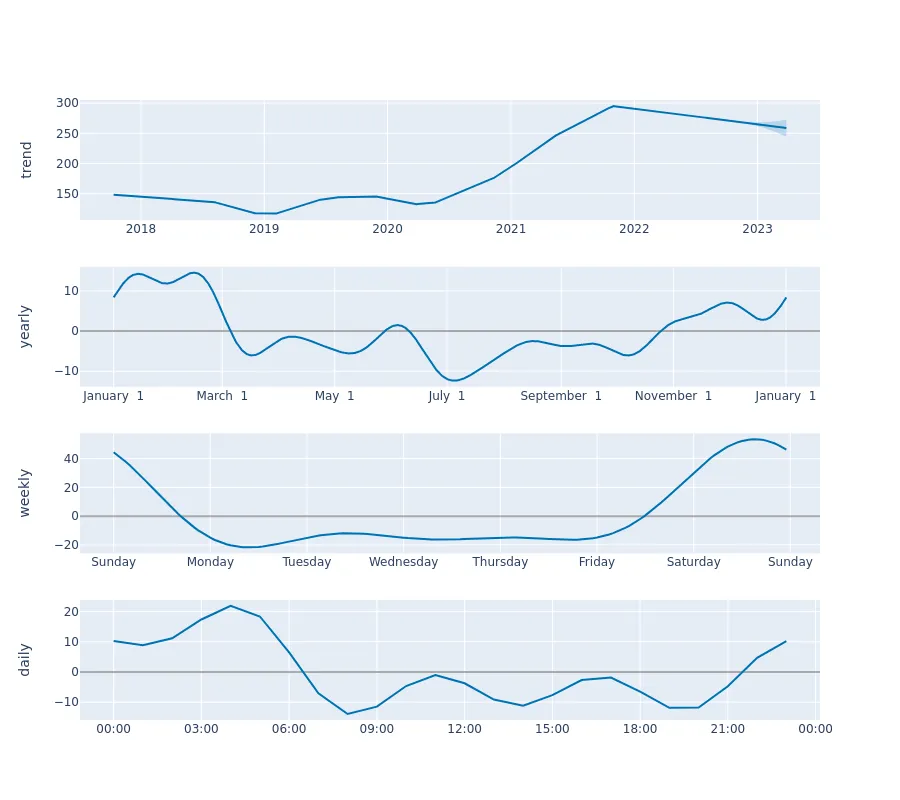 trend
300
250
200
150
2018 2019 2020 2021 2022 2023
yearly
10
0
−10
January 1 March 1 May 1 July 1 September 1 November 1 January 1
weekly
40
20
0
−20
Sunday Monday Tuesday Wednesday Thursday Friday Saturday Sunday
daily
20
10
0
−10
00:00 03:00 06:00 09:00 12:00 15:00 18:00 21:00 00:00